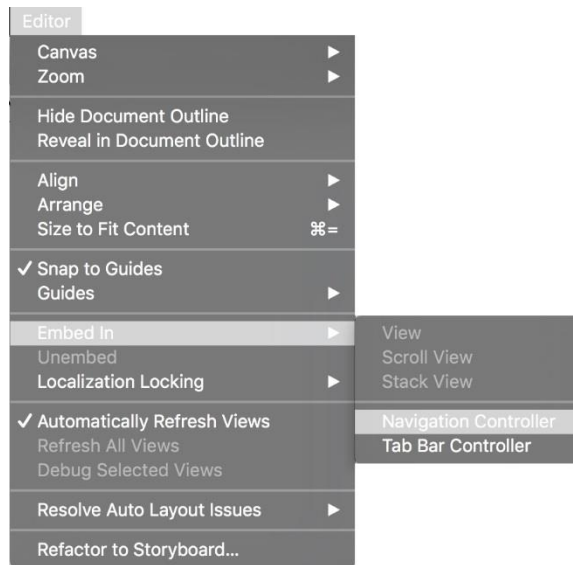 Editor
Canvas
Zoom
Hide Document Outline
Reveal in Document Outline
Align
Arrange
Size to Fit Content ⌘=
✓ Snap to Guides
Guides
Embed In
Unembed
Localization Locking
✓ Automatically Refresh Views
Refresh All Views
Debug Selected Views
Resolve Auto Layout Issues
Refactor to Storyboard...
View
Scroll View
Stack View
Navigation Controller
Tab Bar Controller